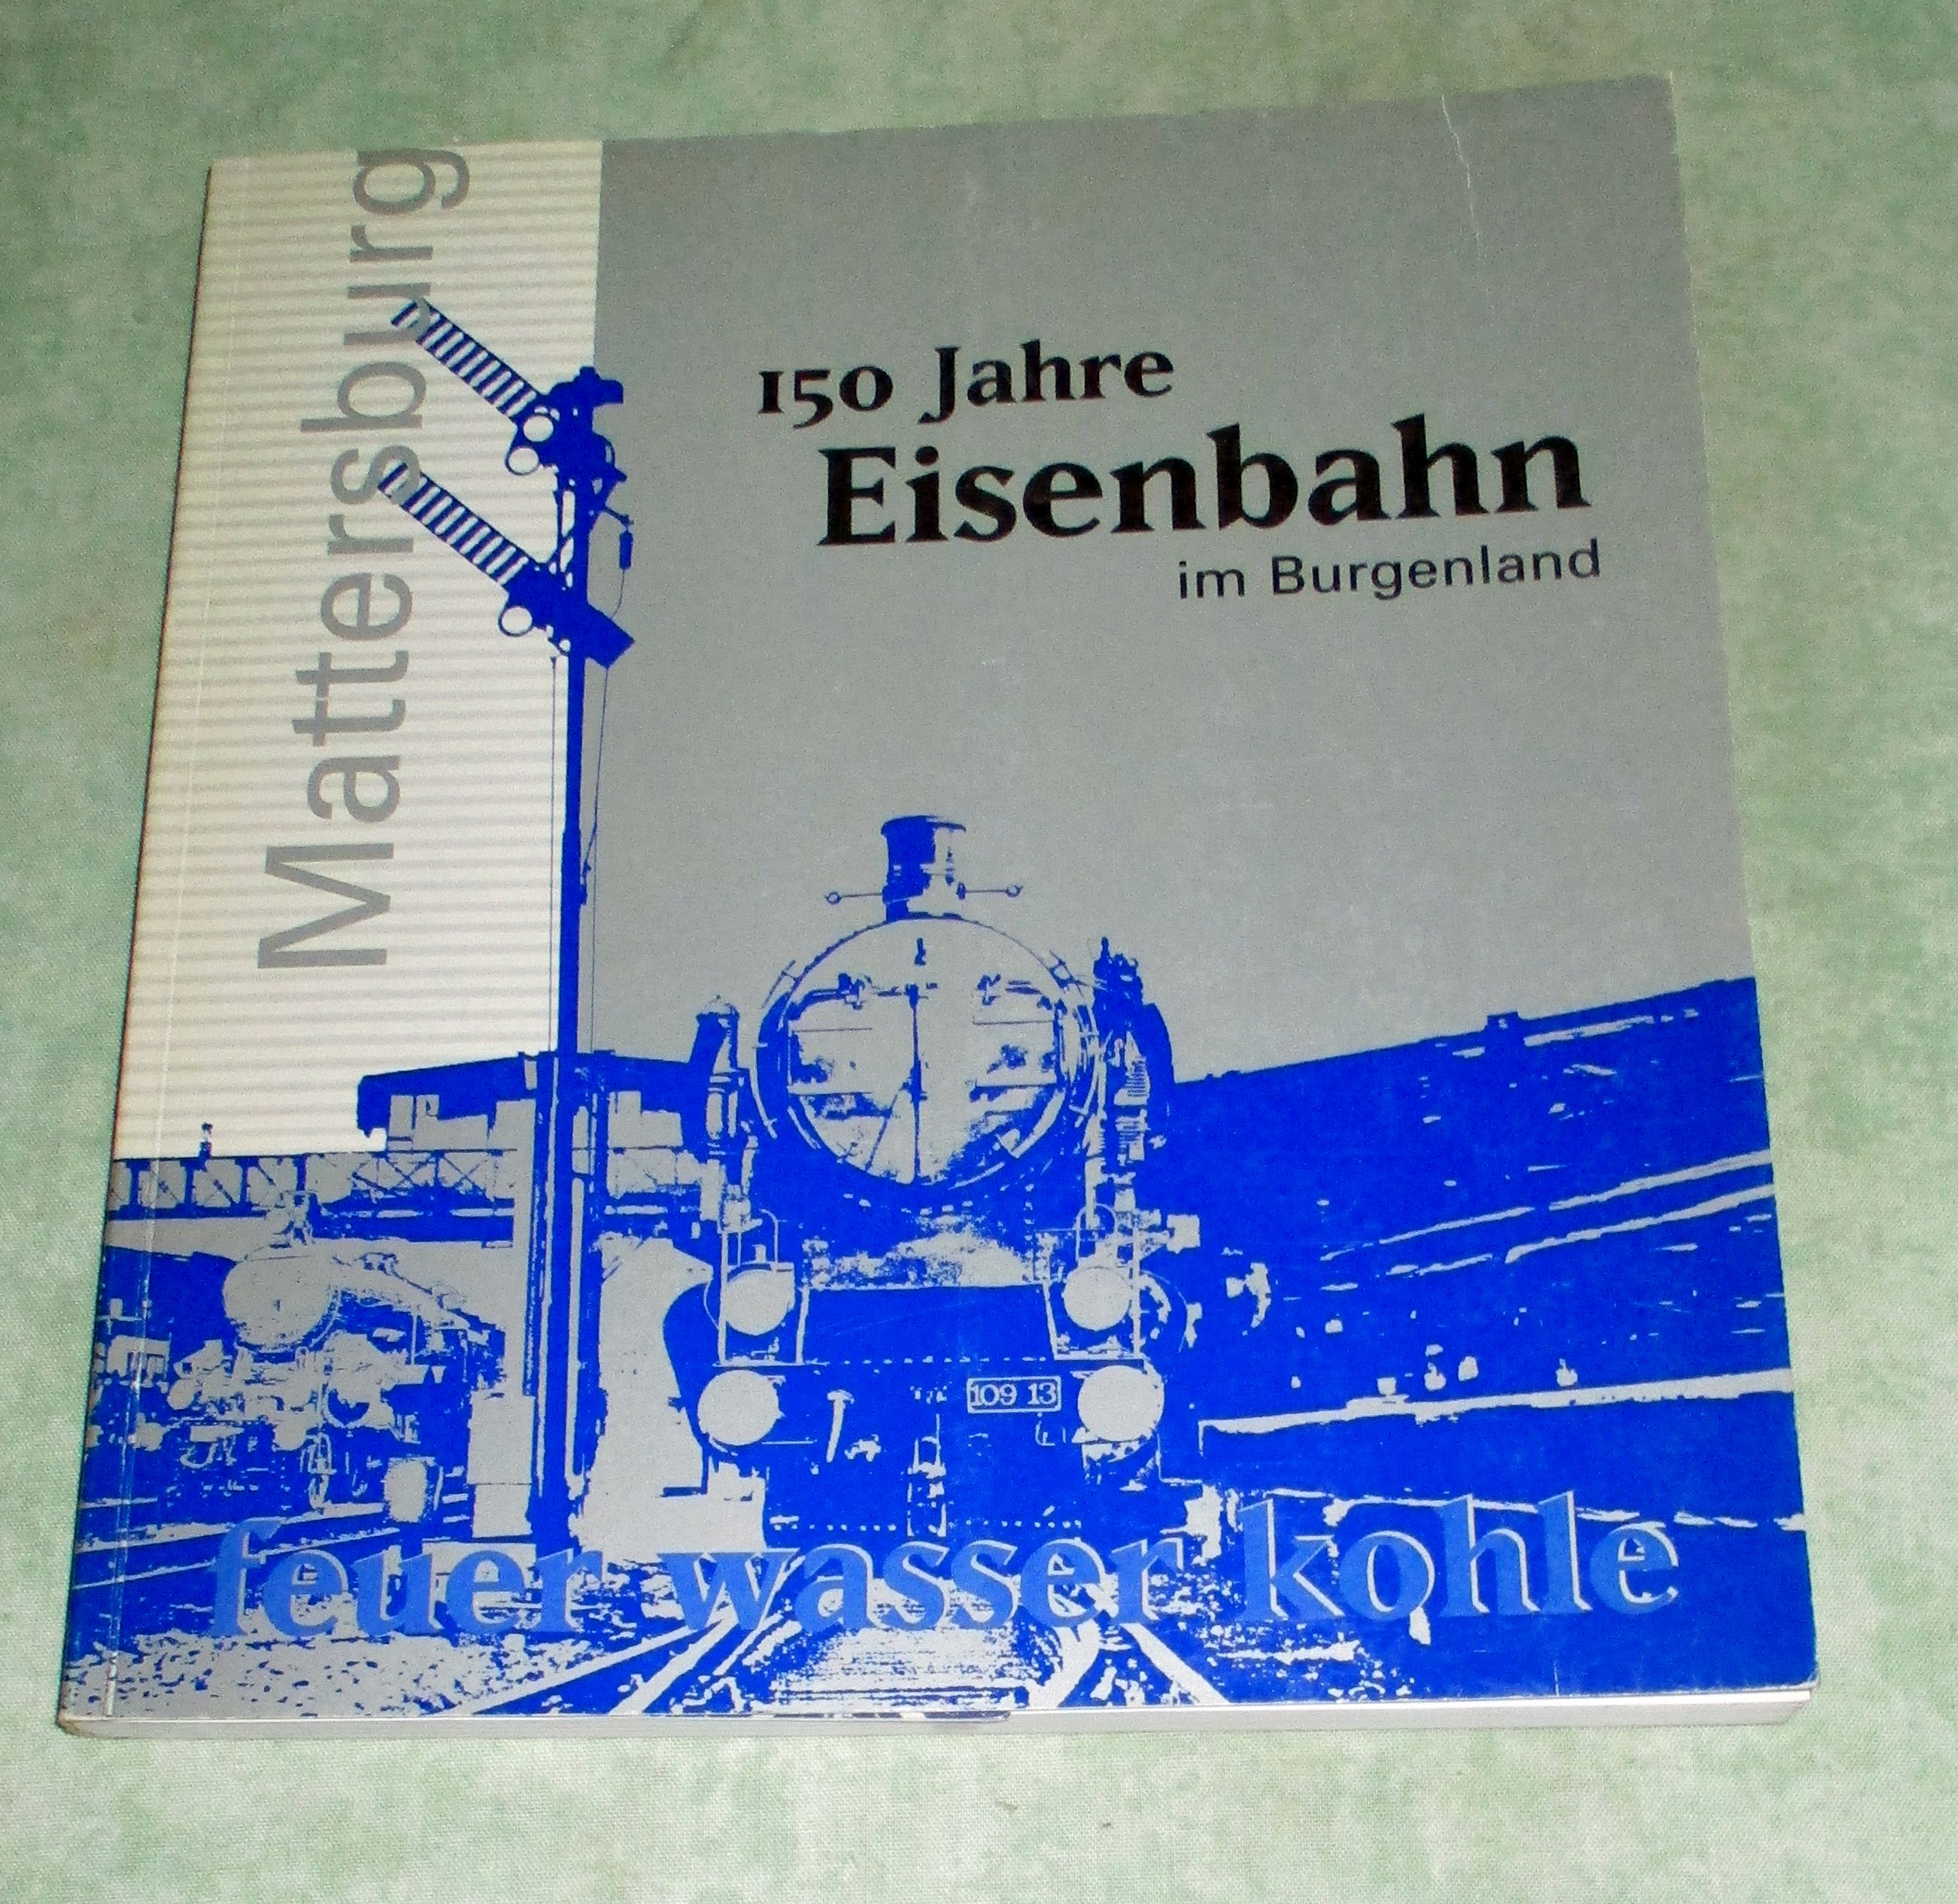 Mattersburg
150 Jahre
Eisenbahn
im Burgenland
109 13
feuer wasser kohle